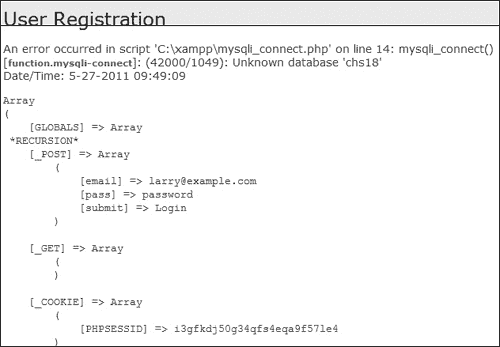 User Registration
An error occurred in script 'C:\xampp\mysqli_connect.php' on line 14: mysqli_connect()
[function.mysqli-connect]: (42000/1049): Unknown database 'chs18'
Date/Time: 5-27-2011 09:49:09
Array
(
    [GLOBALS] => Array
 *RECURSION*
    [_POST] => Array
        (
            [email] => larry@example.com
            [pass] => password
            [submit] => Login
        )
    [_GET] => Array
        (
        )
    [_COOKIE] => Array
        (
            [PHPSESSID] => i3gfkdj50g34qfs4eqa9f57le4
        )